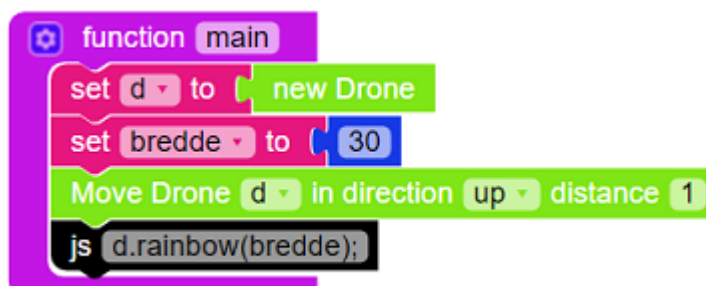 function main
set d to new Drone
set bredde to 30
Move Drone d in direction up distance 1
js d.rainbow(bredde);